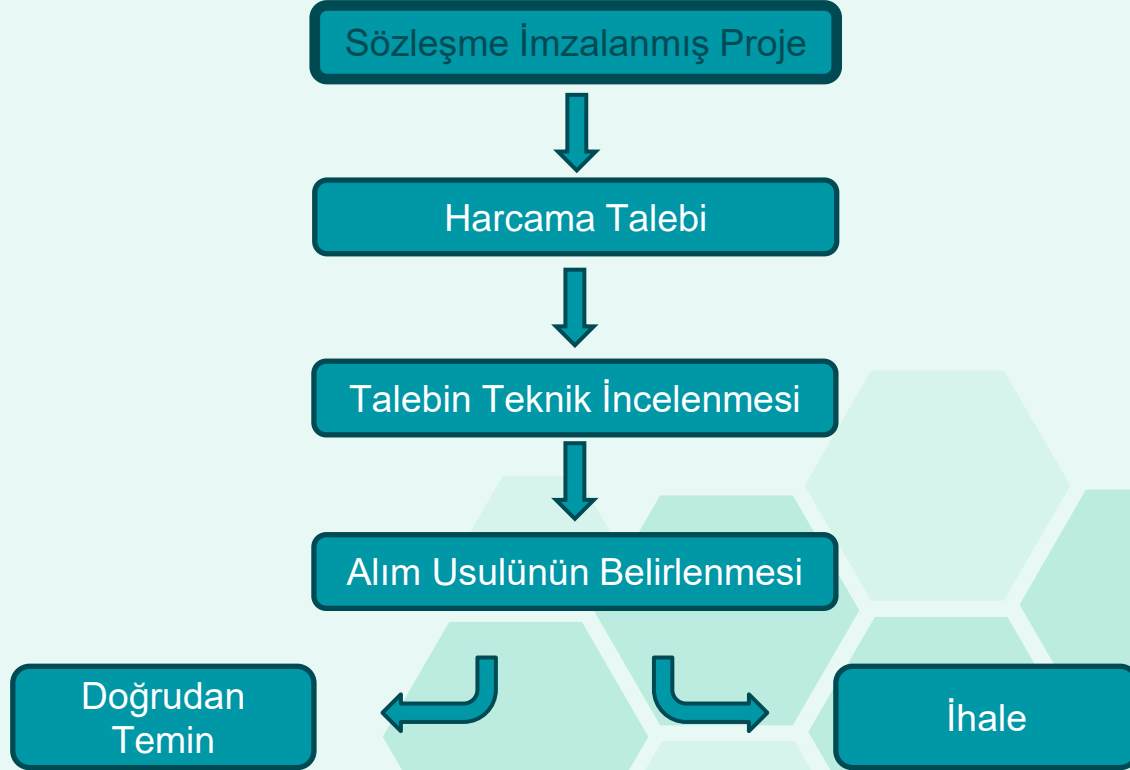 Sözleşme İmzalanmış Proje
Harcama Talebi
Talebin Teknik İncelenmesi
Alım Usulünün Belirlenmesi
Doğrudan
Temin
İhale